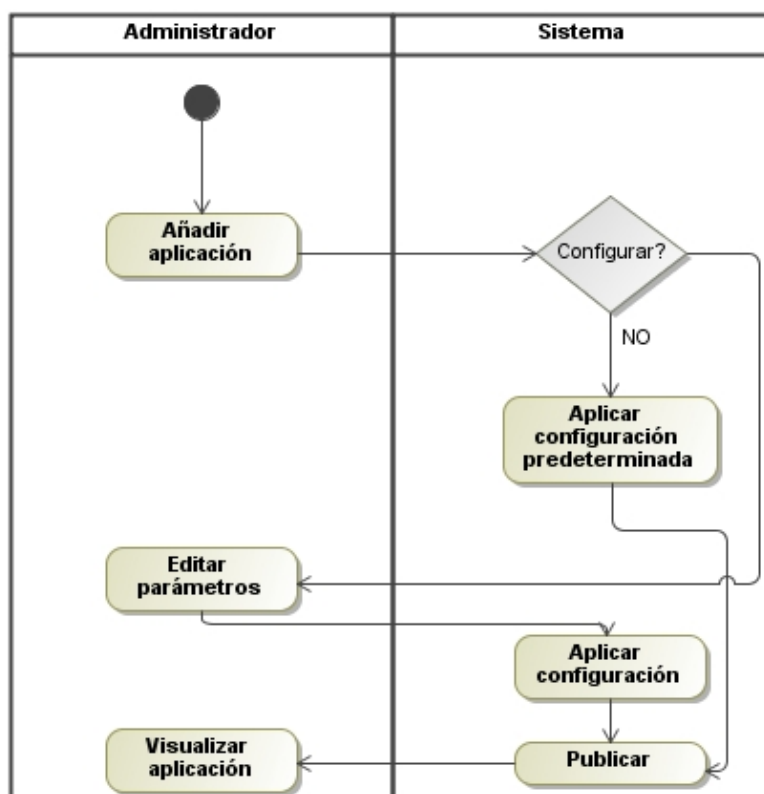 Administrador
Sistema
Añadir
aplicación
Configurar?
NO
Aplicar
configuración
predeterminada
Editar
parámetros
Aplicar
configuración
Visualizar
aplicación
Publicar